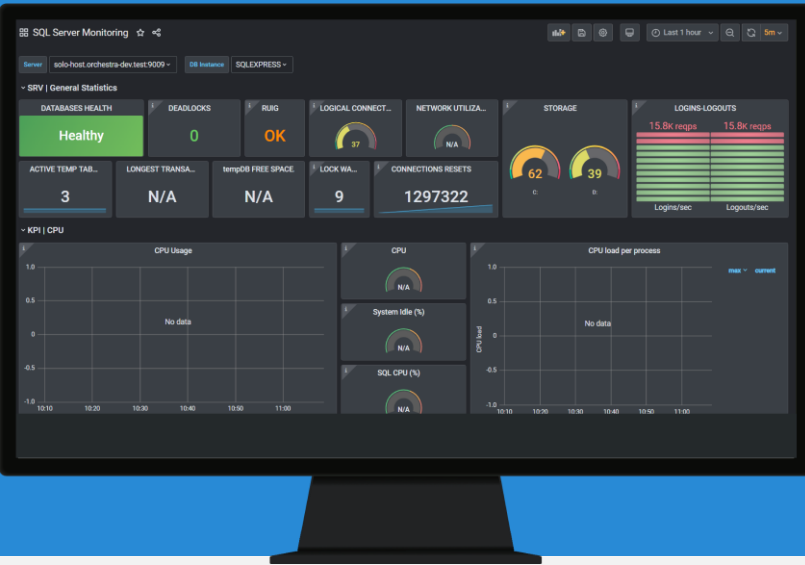 SQL Server Monitoring
Last 1 hour
5m
Server
solo-host.orchestra-dev.test:9009
DB Instance
SQLEXPRESS
SRV | General Statistics
DATABASES HEALTH
DEADLOCKS
RUIG
LOGICAL CONNECT...
NETWORK UTILIZA...
STORAGE
LOGINS-LOGOUTS
Healthy
0
OK
37
N/A
62
C:
39
15.8K reqps
15.8K reqps
Logins/sec
Logouts/sec
ACTIVE TEMP TAB...
LONGEST TRANSA...
tempDB FREE SPACE
LOCK WA...
CONNECTIONS RESETS
3
N/A
N/A
9
1297322
KPI | CPU
CPU Usage
1.0
0.5
0
-0.5
-1.0
No data
10:10
10:20
10:30
10:40
10:50
11:00
CPU
N/A
System Idle (%)
N/A
SQL CPU (%)
N/A
CPU load per process
CPU load
1.0
0.5
0
-0.5
-1.0
No data
10:10
10:20
10:30
10:40
10:50
11:00
max
current